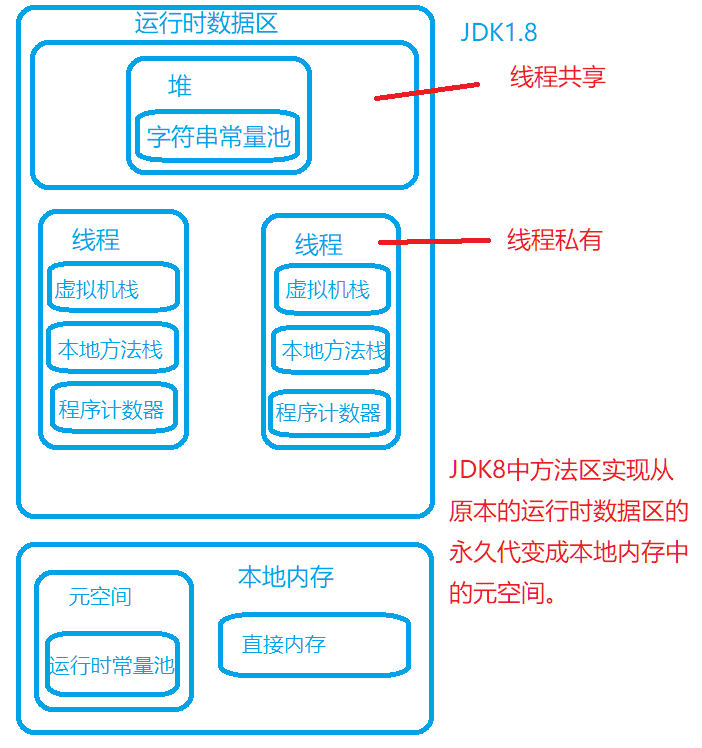 运行时数据区
JDK1.8
堆
线程共享
字符串常量池
线程
线程
线程私有
虚拟机栈
虚拟机栈
本地方法栈
本地方法栈
程序计数器
程序计数器
JDK8中方法区实现从
原本的运行时数据区的
永久代变成本地内存中
的元空间。
本地内存
元空间
直接内存
运行时常量池